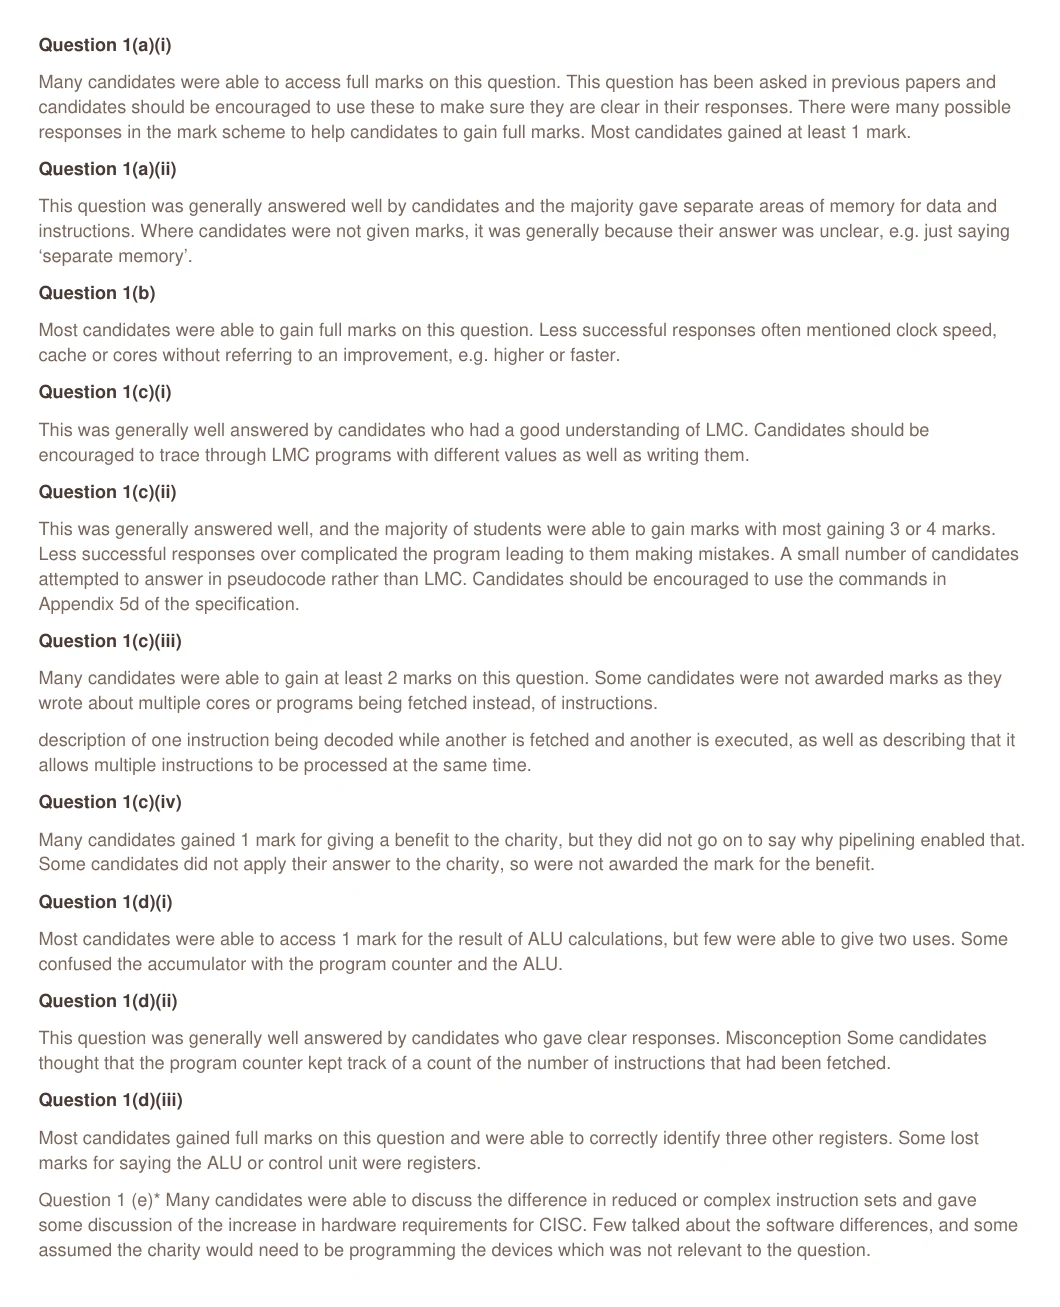 Question 1(a)(i)
Many candidates were able to access full marks on this question. This question has been asked in previous papers and
candidates should be encouraged to use these to make sure they are clear in their responses. There were many possible
responses in the mark scheme to help candidates to gain full marks. Most candidates gained at least 1 mark.
Question 1(a)(ii)
This question was generally answered well by candidates and the majority gave separate areas of memory for data and
instructions. Where candidates were not given marks, it was generally because their answer was unclear, e.g. just saying
‘separate memory’.
Question 1(b)
Most candidates were able to gain full marks on this question. Less successful responses often mentioned clock speed,
cache or cores without referring to an improvement, e.g. higher or faster.
Question 1(c)(i)
This was generally well answered by candidates who had a good understanding of LMC. Candidates should be
encouraged to trace through LMC programs with different values as well as writing them.
Question 1(c)(ii)
This was generally answered well, and the majority of students were able to gain marks with most gaining 3 or 4 marks.
Less successful responses over complicated the program leading to them making mistakes. A small number of candidates
attempted to answer in pseudocode rather than LMC. Candidates should be encouraged to use the commands in
Appendix 5d of the specification.
Question 1(c)(iii)
Many candidates were able to gain at least 2 marks on this question. Some candidates were not awarded marks as they
wrote about multiple cores or programs being fetched instead, of instructions.
description of one instruction being decoded while another is fetched and another is executed, as well as describing that it
allows multiple instructions to be processed at the same time.
Question 1(c)(iv)
Many candidates gained 1 mark for giving a benefit to the charity, but they did not go on to say why pipelining enabled that.
Some candidates did not apply their answer to the charity, so were not awarded the mark for the benefit.
Question 1(d)(i)
Most candidates were able to access 1 mark for the result of ALU calculations, but few were able to give two uses. Some
confused the accumulator with the program counter and the ALU.
Question 1(d)(ii)
This question was generally well answered by candidates who gave clear responses. Misconception Some candidates
thought that the program counter kept track of a count of the number of instructions that had been fetched.
Question 1(d)(iii)
Most candidates gained full marks on this question and were able to correctly identify three other registers. Some lost
marks for saying the ALU or control unit were registers.
Question 1 (e)* Many candidates were able to discuss the difference in reduced or complex instruction sets and gave
some discussion of the increase in hardware requirements for CISC. Few talked about the software differences, and some
assumed the charity would need to be programming the devices which was not relevant to the question.